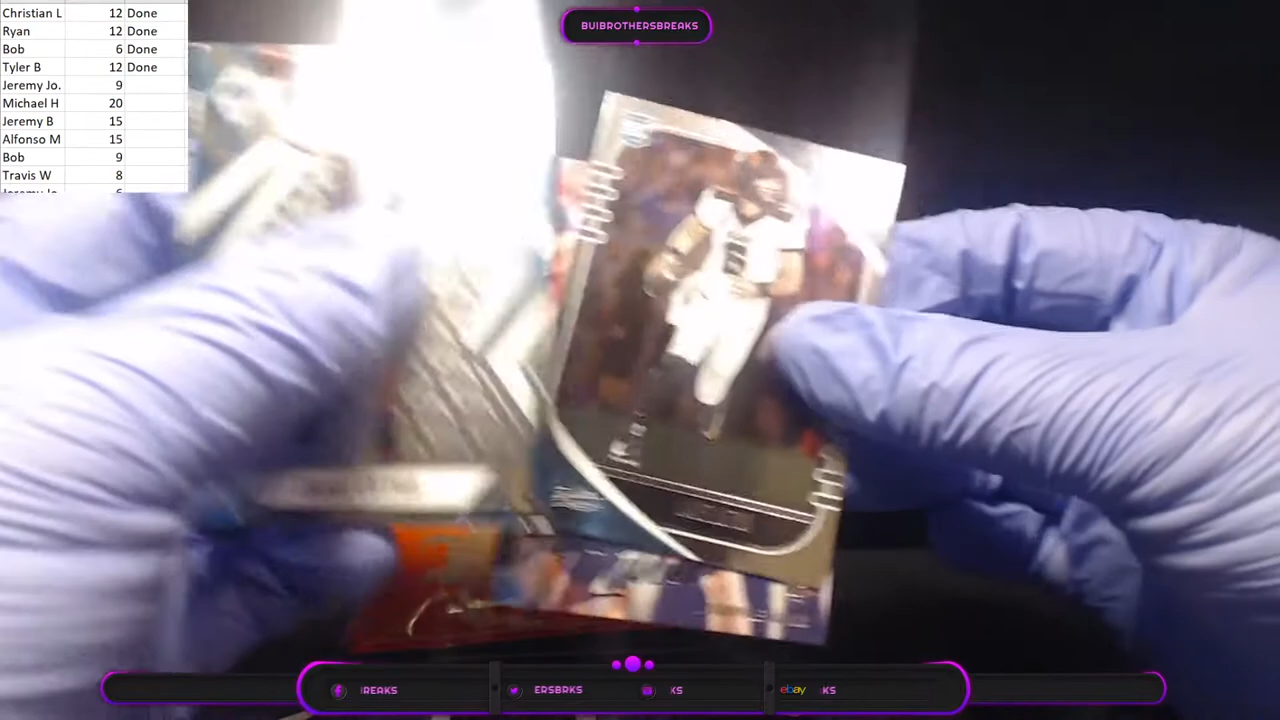 Christian L 12 Done
Ryan 12 Done
Bob 6 Done
Tyler B 12 Done
Jeremy Jo. 9
Michael H 20
Jeremy B 15
Alfonso M 15
Bob 9
Travis W 8
BUIBROTHERSBREAKS
6
REAKS
ERSBRKS
KS
ebay
KS